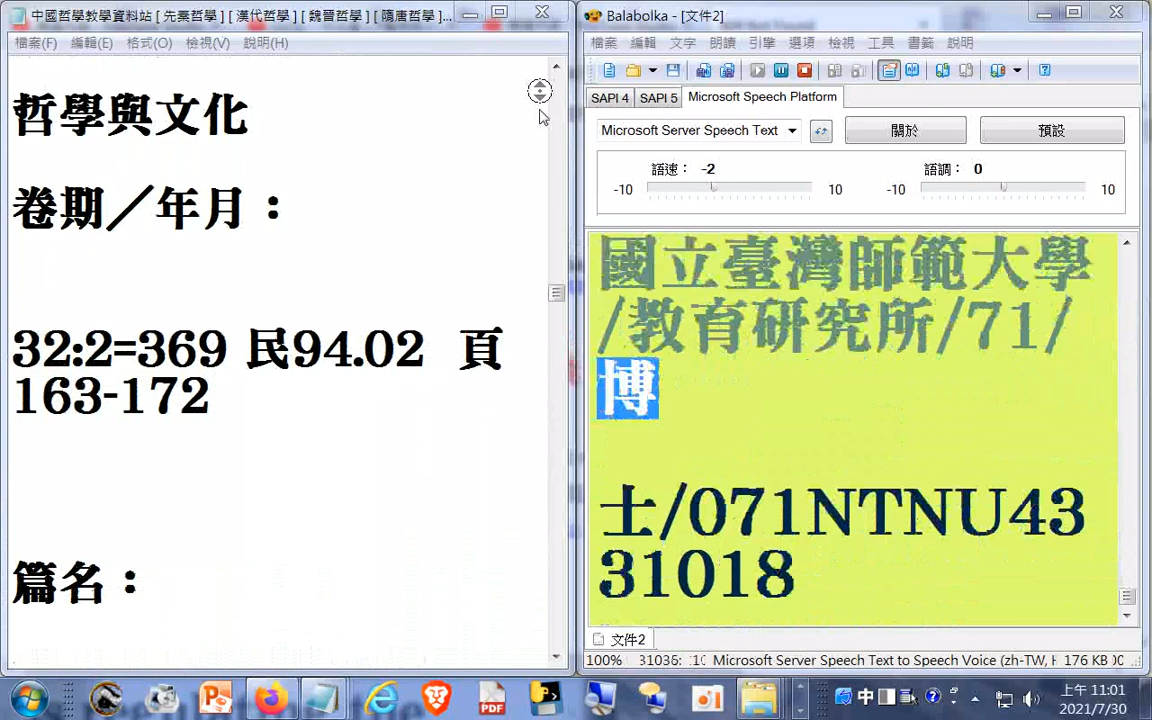 中國哲學教學資料站 [ 先秦哲學 ] [ 漢代哲學 ] [ 魏晉哲學 ] [ 隋唐哲學 ]...
檔案(F) 編輯(E) 格式(O) 檢視(V) 說明(H)
哲學與文化
卷期／年月：
32:2=369 民94.02 頁
163-172
篇名：
Balabolka - [文件2]
檔案 編輯 文字 朗讀 引擎 選項 檢視 工具 書籤 說明
SAPI 4 SAPI 5 Microsoft Speech Platform
Microsoft Server Speech Text 關於 預設
語速： -2 語調： 0
-10 10 -10 10
國立臺灣師範大學
/教育研究所/71/
博
士/071NTNU43
31018
文件2
100% 31035: Microsoft Server Speech Text to Speech Voice (zh-TW, H 176 KB
PDF
中
上午 11:01
2021/7/30